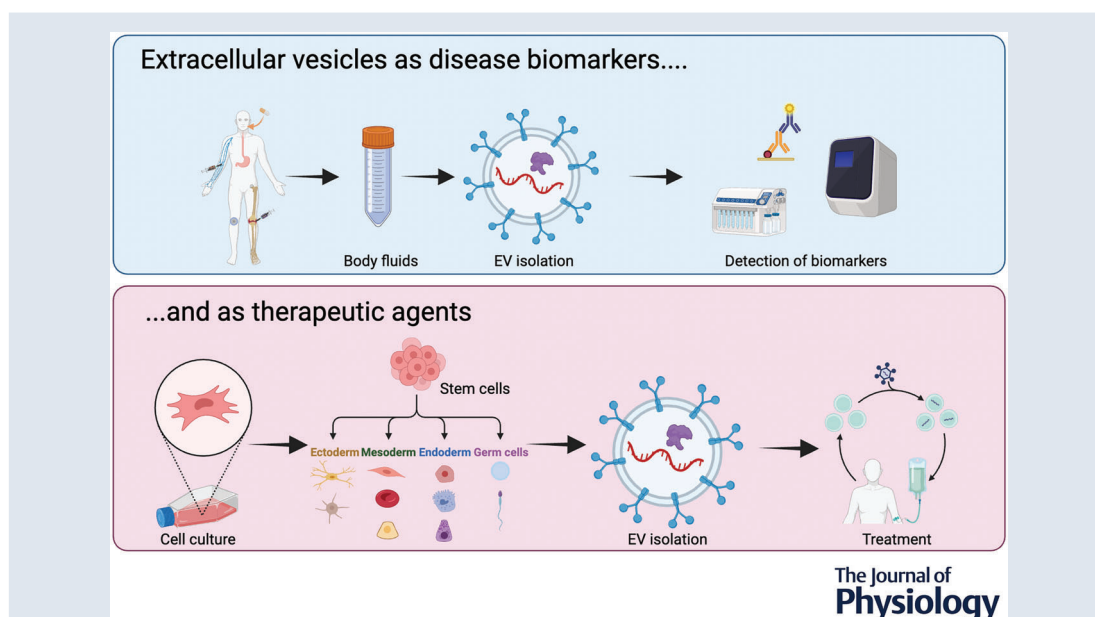 Extracellular vesicles as disease biomarkers....
Body fluids
EV isolation
Detection of biomarkers
...and as therapeutic agents
Stem cells
Ectoderm Mesoderm Endoderm Germ cells
Cell culture
EV isolation
Treatment
The Journal of
Physiology